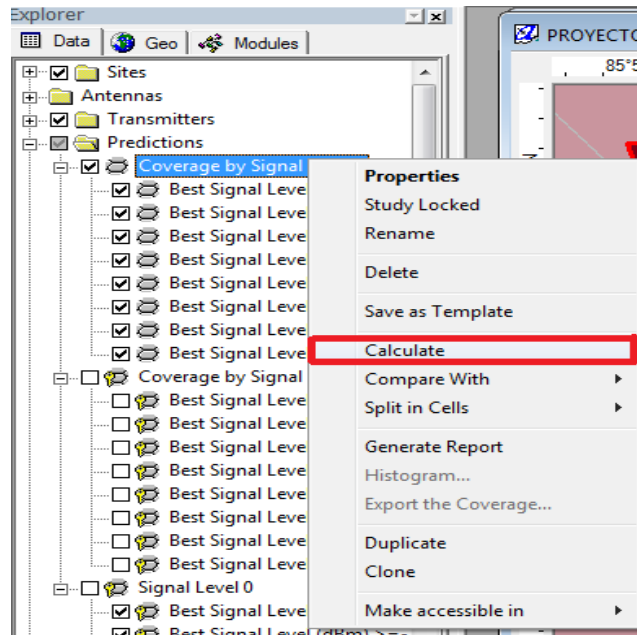 Explorer
Data Geo Modules
Sites
Antennas
Transmitters
Predictions
Coverage by Signal
Best Signal Leve
Best Signal Leve
Best Signal Leve
Best Signal Leve
Best Signal Leve
Best Signal Leve
Best Signal Leve
Best Signal Leve
Coverage by Signal
Best Signal Leve
Best Signal Leve
Best Signal Leve
Best Signal Leve
Best Signal Leve
Best Signal Leve
Best Signal Leve
Best Signal Leve
Signal Level 0
Best Signal Leve
Best Signal Level (dBm) >=
Properties
Study Locked
Rename
Delete
Save as Template
Calculate
Compare With
Split in Cells
Generate Report
Histogram...
Export the Coverage...
Duplicate
Clone
Make accessible in
PROYECTO
85°5